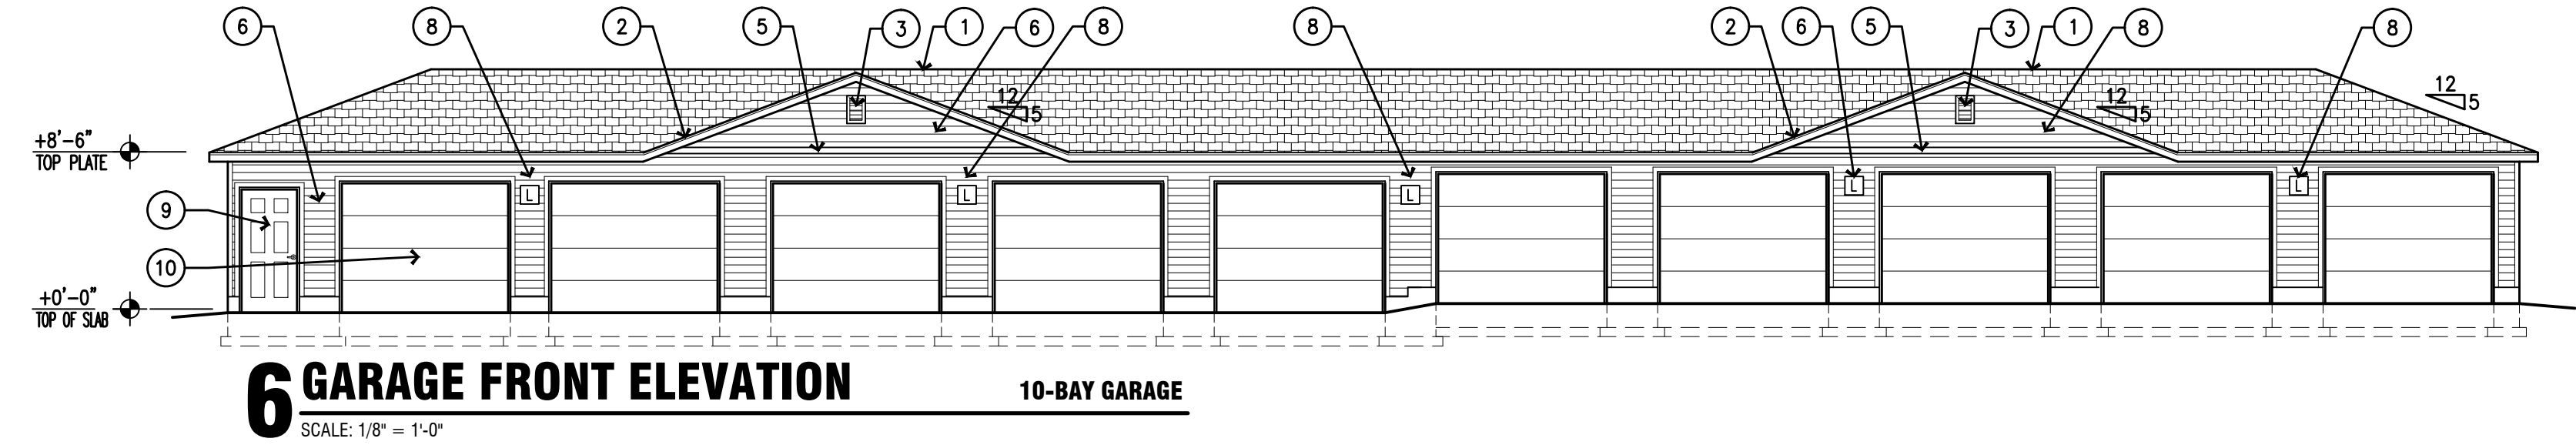 6 8 2 5 3 1 6 8 8 2 6 5 3 1 8 8
12
5
12
5
12
5
+8'-6"
TOP PLATE
L L L L L
9
10
+0'-0"
TOP OF SLAB
6 GARAGE FRONT ELEVATION 10-BAY GARAGE
SCALE: 1/8" = 1'-0"